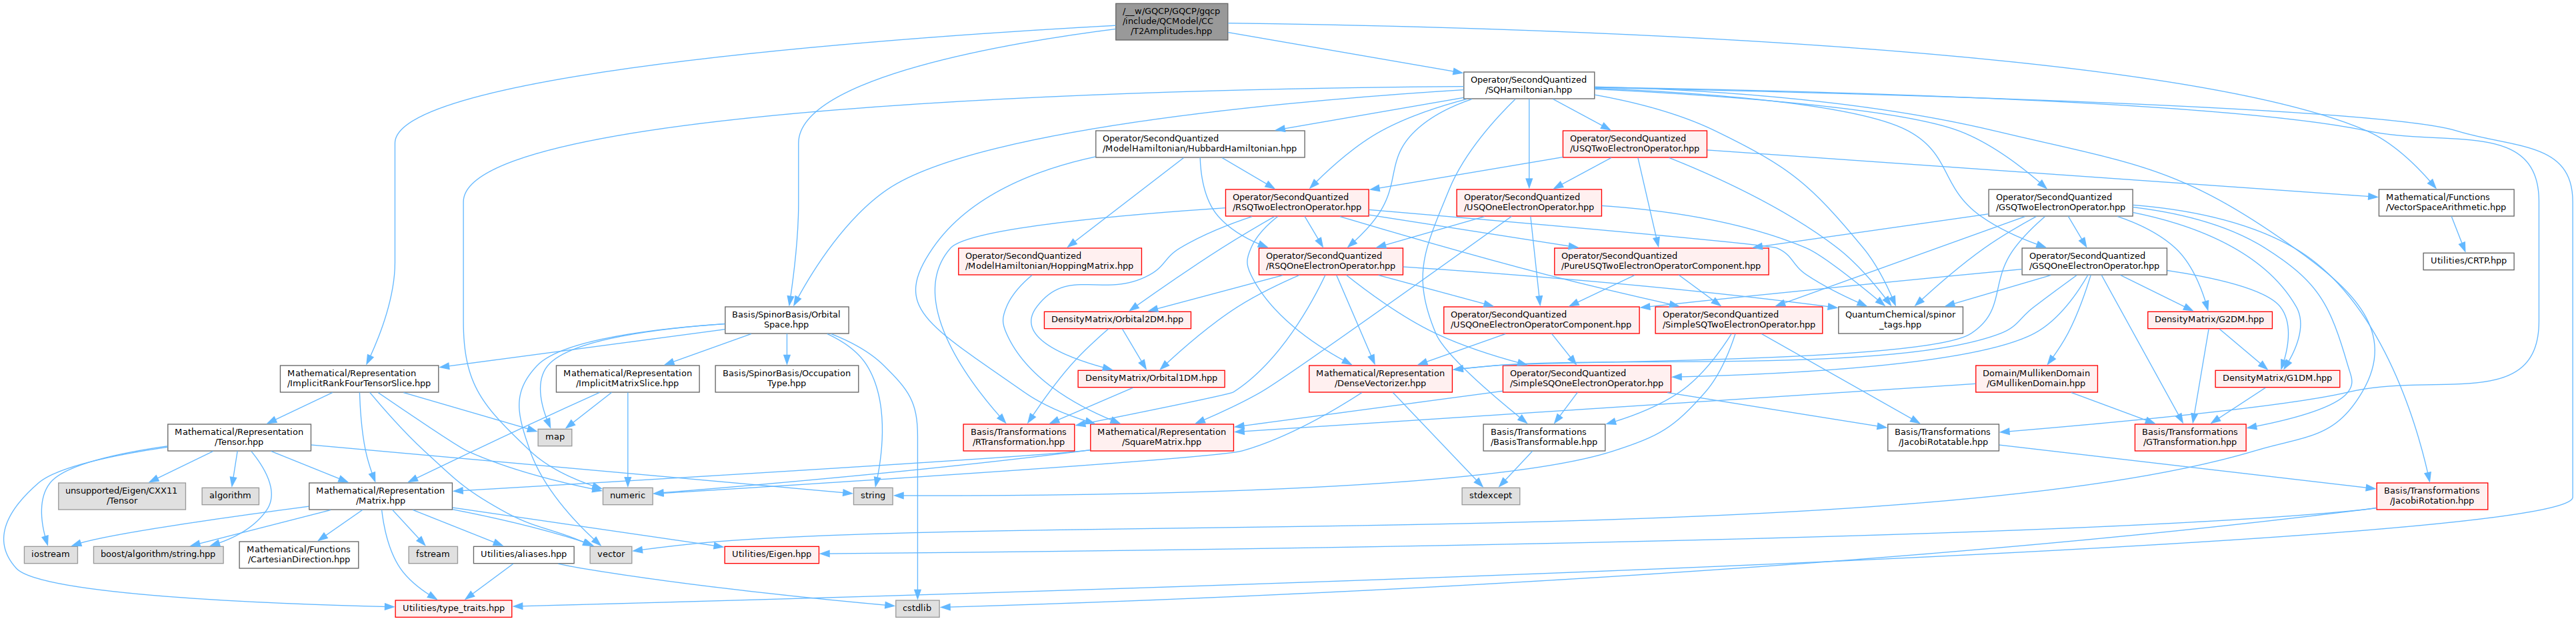 /__w/GQCP/GQCP/gqcp
/include/QCModel/CC
/T2Amplitudes.hpp
Operator/SecondQuantized
/SQHamiltonian.hpp
Operator/SecondQuantized
/ModelHamiltonian/HubbardHamiltonian.hpp
Operator/SecondQuantized
/USQTwoElectronOperator.hpp
Operator/SecondQuantized
/RSQTwoElectronOperator.hpp
Operator/SecondQuantized
/USQOneElectronOperator.hpp
Operator/SecondQuantized
/GSQTwoElectronOperator.hpp
Mathematical/Functions
/VectorSpaceArithmetic.hpp
Operator/SecondQuantized
/ModelHamiltonian/HoppingMatrix.hpp
Operator/SecondQuantized
/RSQOneElectronOperator.hpp
Operator/SecondQuantized
/PureUSQTwoElectronOperatorComponent.hpp
Operator/SecondQuantized
/GSQOneElectronOperator.hpp
Utilities/CRTP.hpp
Basis/SpinorBasis/Orbital
Space.hpp
DensityMatrix/Orbital2DM.hpp
Operator/SecondQuantized
/USQOneElectronOperatorComponent.hpp
Operator/SecondQuantized
/SimpleSQTwoElectronOperator.hpp
QuantumChemical/spinor
_tags.hpp
DensityMatrix/G2DM.hpp
Mathematical/Representation
/ImplicitRankFourTensorSlice.hpp
Mathematical/Representation
/ImplicitMatrixSlice.hpp
Basis/SpinorBasis/Occupation
Type.hpp
DensityMatrix/Orbital1DM.hpp
Mathematical/Representation
/DenseVectorizer.hpp
Operator/SecondQuantized
/SimpleSQOneElectronOperator.hpp
Domain/MullikenDomain
/GMullikenDomain.hpp
DensityMatrix/G1DM.hpp
Mathematical/Representation
/Tensor.hpp
map
Basis/Transformations
/RTransformation.hpp
Mathematical/Representation
/SquareMatrix.hpp
Basis/Transformations
/BasisTransformable.hpp
Basis/Transformations
/JacobiRotatable.hpp
Basis/Transformations
/GTransformation.hpp
unsupported/Eigen/CXX11
/Tensor
algorithm
Mathematical/Representation
/Matrix.hpp
numeric
string
stdexcept
Basis/Transformations
/JacobiRotation.hpp
iostream
boost/algorithm/string.hpp
Mathematical/Functions
/CartesianDirection.hpp
fstream
Utilities/aliases.hpp
vector
Utilities/Eigen.hpp
Utilities/type_traits.hpp
cstdlib